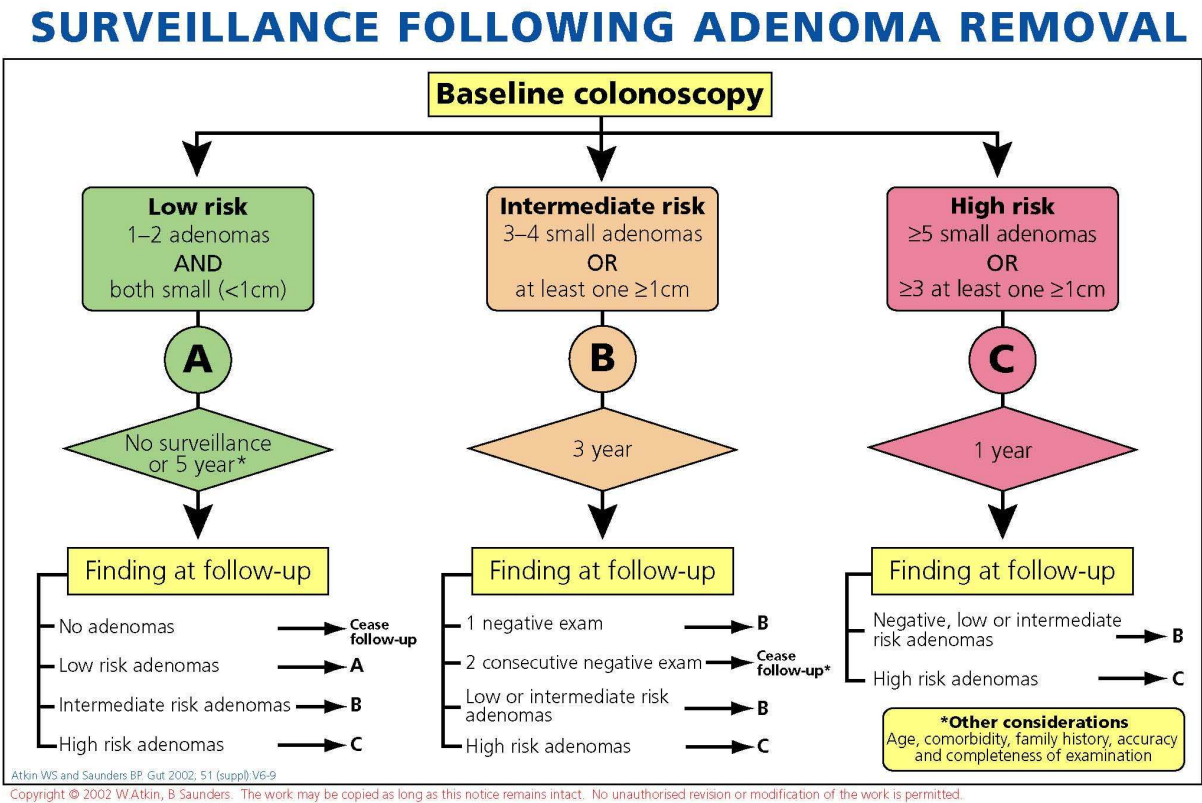 SURVEILLANCE FOLLOWING ADENOMA REMOVAL
Baseline colonoscopy
Low risk
1–2 adenomas
AND
both small (<1cm)
A
No surveillance
or 5 year*
Finding at follow-up
No adenomas
Cease
follow-up
Low risk adenomas
A
Intermediate risk adenomas
B
High risk adenomas
C
Intermediate risk
3–4 small adenomas
OR
at least one ≥1cm
B
3 year
Finding at follow-up
1 negative exam
B
2 consecutive negative exam
Cease
follow-up*
Low or intermediate risk
adenomas
B
High risk adenomas
C
High risk
≥5 small adenomas
OR
≥3 at least one ≥1cm
C
1 year
Finding at follow-up
Negative, low or intermediate
risk adenomas
B
High risk adenomas
C
*Other considerations
Age, comorbidity, family history, accuracy
and completeness of examination
Atkin WS and Saunders BP. Gut 2002; 51 (suppl):V6-9
Copyright © 2002 W.Atkin, B Saunders. The work may be copied as long as this notice remains intact. No unauthorised revision or modification of the work is permitted.